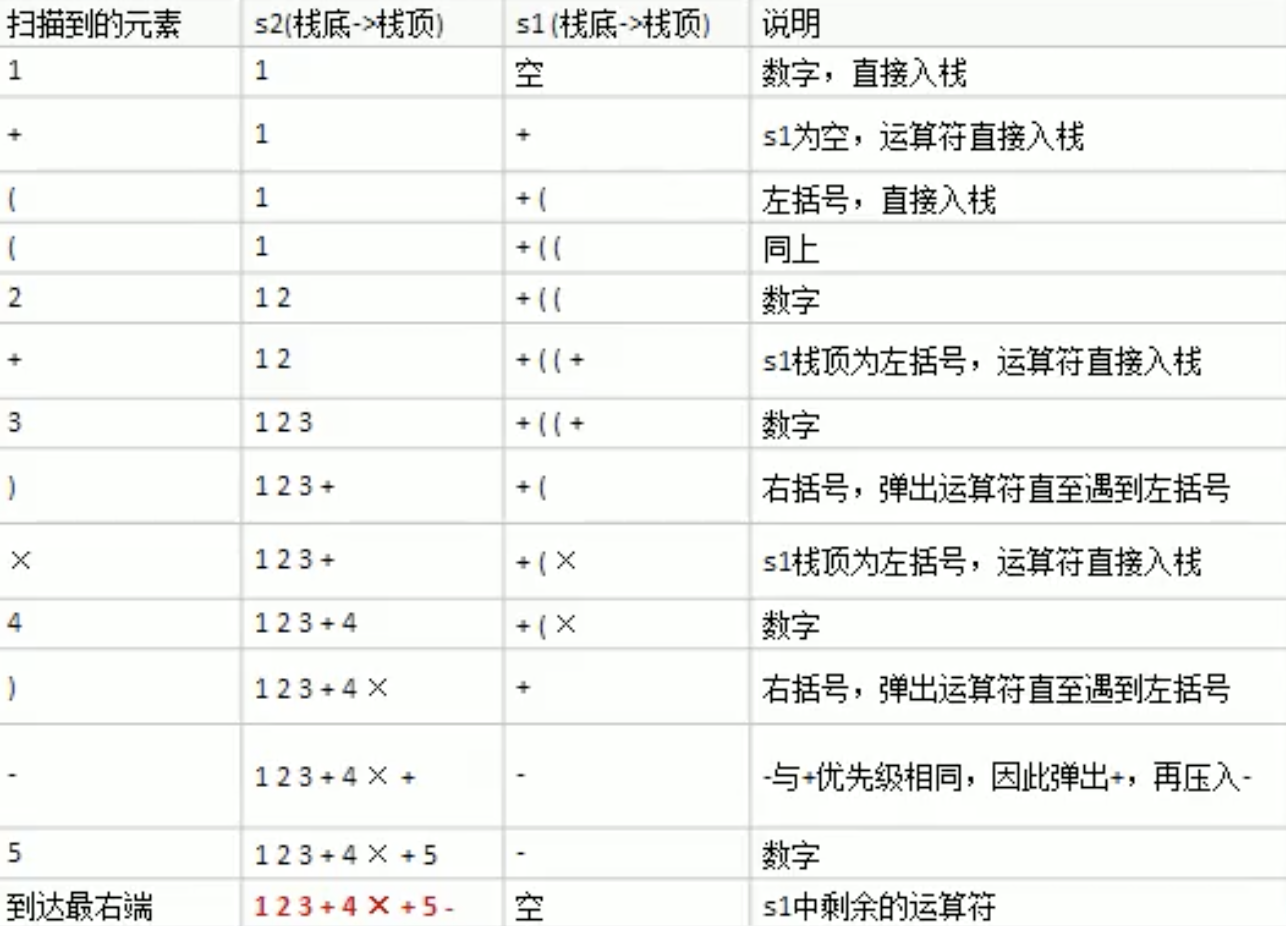 扫描到的元素 s2(栈底->栈顶) s1 (栈底->栈顶) 说明
1 1 空 数字，直接入栈
+ 1 + s1为空，运算符直接入栈
( 1 + ( 左括号，直接入栈
( 1 + ( ( 同上
2 1 2 + ( ( 数字
+ 1 2 + ( ( + s1栈顶为左括号，运算符直接入栈
3 1 2 3 + ( ( + 数字
) 1 2 3 + + ( 右括号，弹出运算符直至遇到左括号
× 1 2 3 + + ( × s1栈顶为左括号，运算符直接入栈
4 1 2 3 + 4 + ( × 数字
) 1 2 3 + 4 × + 右括号，弹出运算符直至遇到左括号
- 1 2 3 + 4 × + - -与+优先级相同，因此弹出+，再压入-
5 1 2 3 + 4 × + 5 - 数字
到达最右端 1 2 3 + 4 × + 5 - 空 s1中剩余的运算符